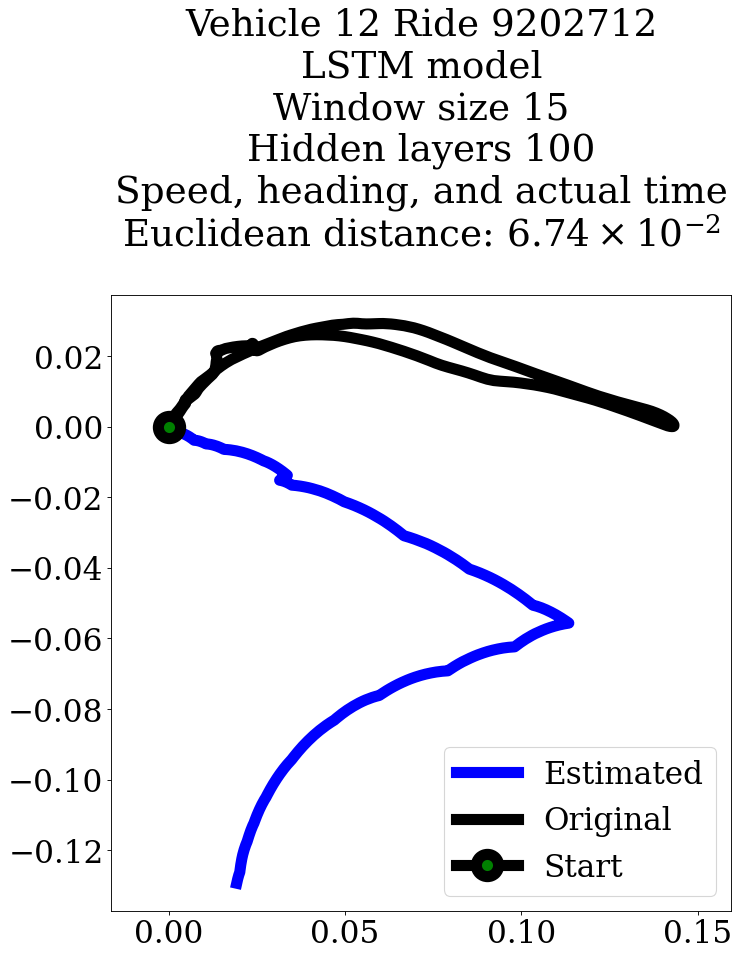 Vehicle 12 Ride 9202712
LSTM model
Window size 15
Hidden layers 100
Speed, heading, and actual time
Euclidean distance: 6.74 × 10⁻²
0.02
0.00
−0.02
−0.04
−0.06
−0.08
−0.10
−0.12
Estimated
Original
Start
0.00 0.05 0.10 0.15